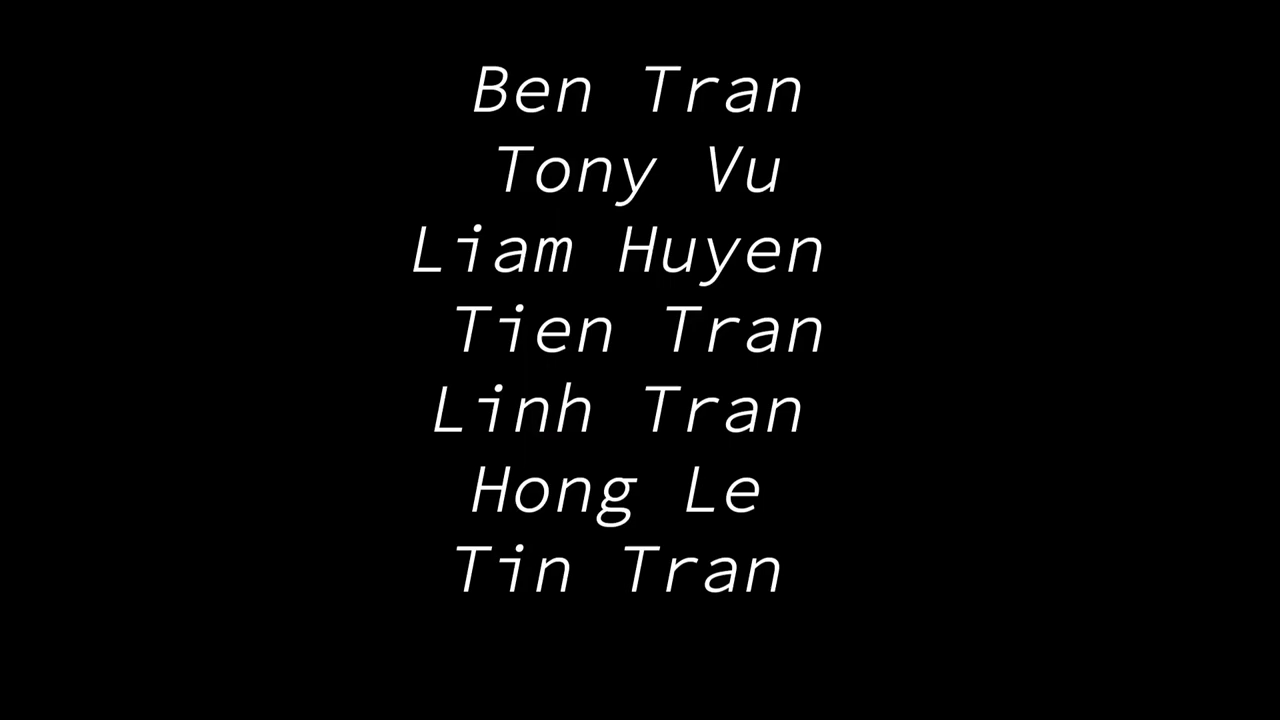 Ben Tran
Tony Vu
Liam Huyen
Tien Tran
Linh Tran
Hong Le
Tin Tran